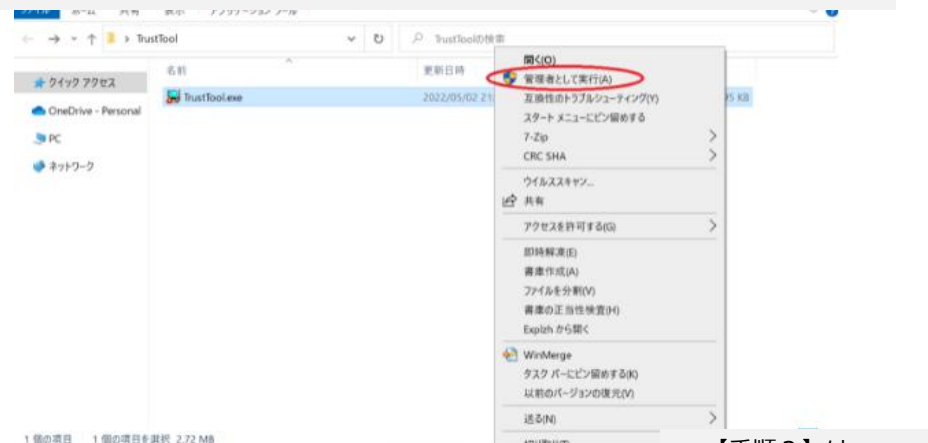 ホーム 共有 表示 アプリケーション ツール
TrustTool
TrustToolの検索
名前
更新日時
クイック アクセス
TrustTool.exe
2022/05/02 21:
95 KB
OneDrive - Personal
PC
ネットワーク
開く(O)
管理者として実行(A)
互換性のトラブルシューティング(Y)
スタート メニューにピン留めする
7-Zip
CRC SHA
ウイルススキャン...
共有
アクセスを許可する(G)
即時解凍(E)
書庫作成(A)
ファイルを分割(V)
書庫の正当性検査(H)
Explzh から開く
WinMerge
タスク バーにピン留めする(K)
以前のバージョンの復元(V)
送る(N)
1 個の項目 1 個の項目を選択 2.72 MB